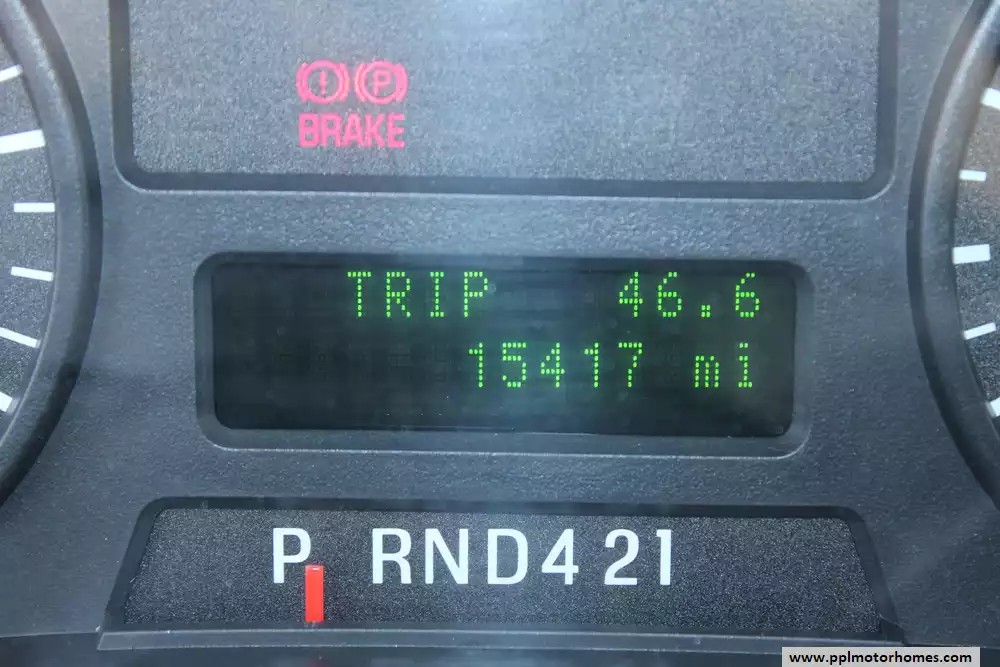 ! P
BRAKE
TRIP 46.6
15417 mi
P RND421
www.pplmotorhomes.com